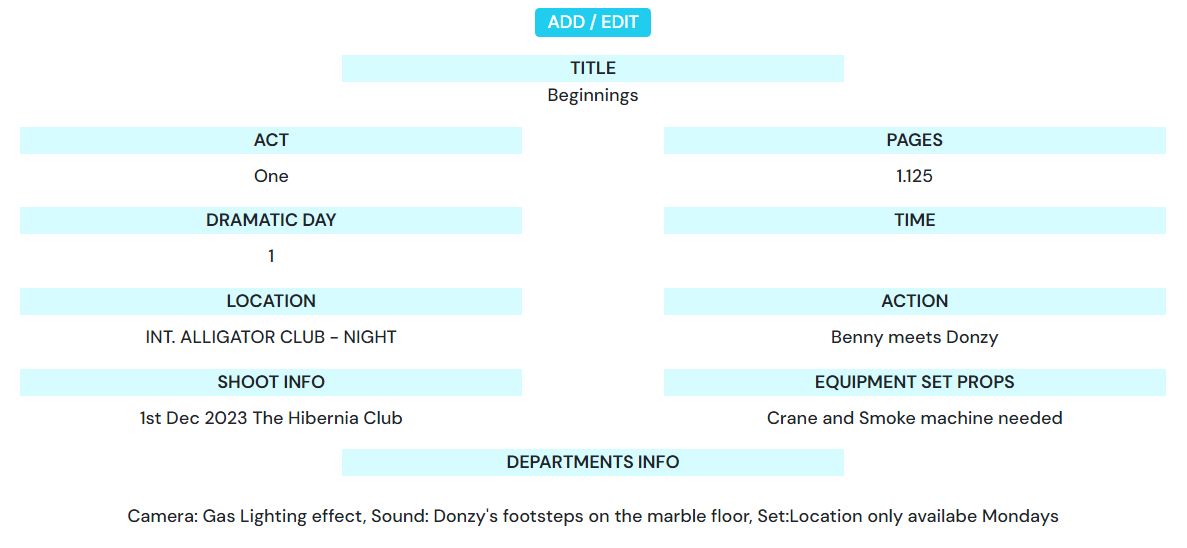 ADD / EDIT
TITLE
Beginnings
ACT
PAGES
One
1.125
DRAMATIC DAY
TIME
1
LOCATION
ACTION
INT. ALLIGATOR CLUB - NIGHT
Benny meets Donzy
SHOOT INFO
EQUIPMENT SET PROPS
1st Dec 2023 The Hibernia Club
Crane and Smoke machine needed
DEPARTMENTS INFO
Camera: Gas Lighting effect, Sound: Donzy's footsteps on the marble floor, Set:Location only availabe Mondays